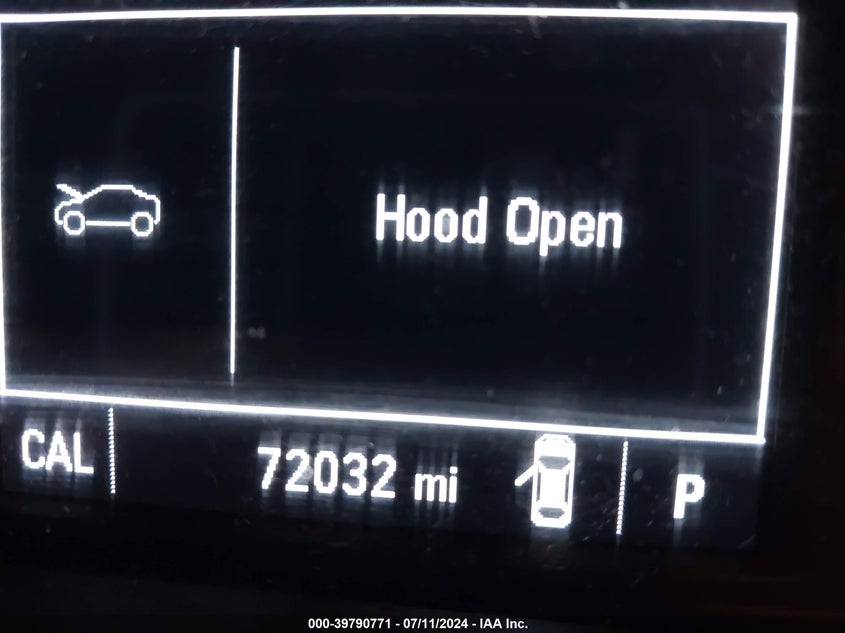 Hood Open
CAL 72032 mi P
000-39790771 - 07/11/2024 - IAA Inc.